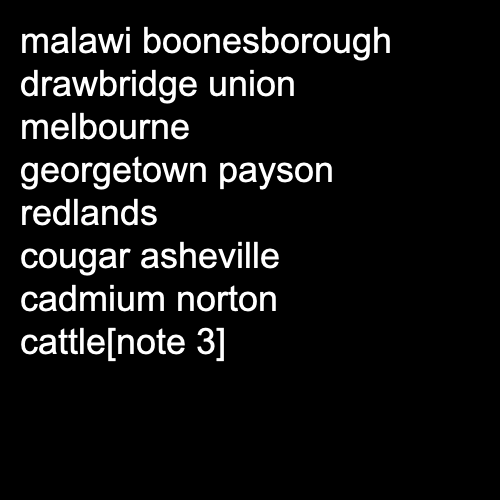 malawi boonesborough
drawbridge union
melbourne
georgetown payson
redlands
cougar asheville
cadmium norton
cattle[note 3]